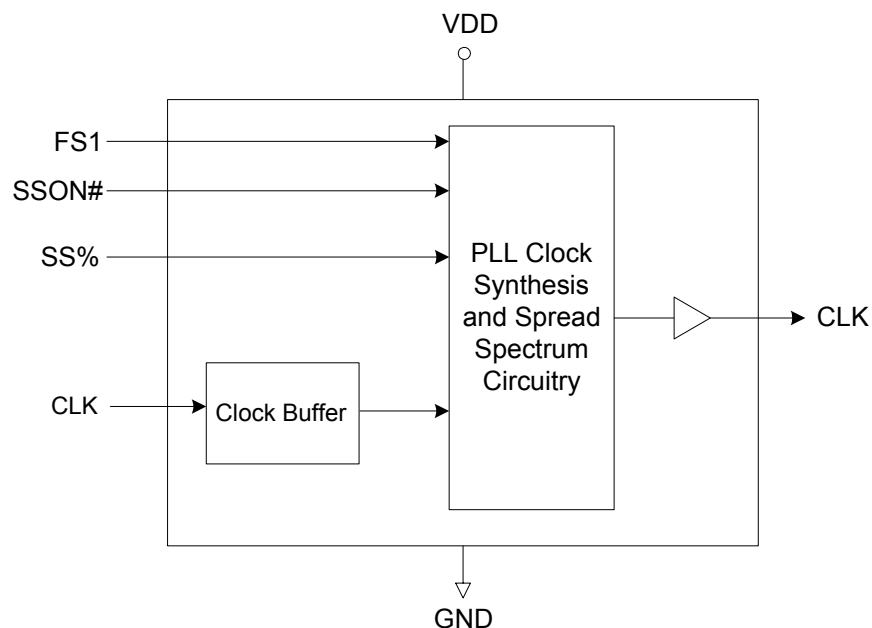 VDD
FS1
SSON#
SS%
PLL Clock
Synthesis
and Spread
Spectrum
Circuitry
CLK
CLK
Clock Buffer
GND